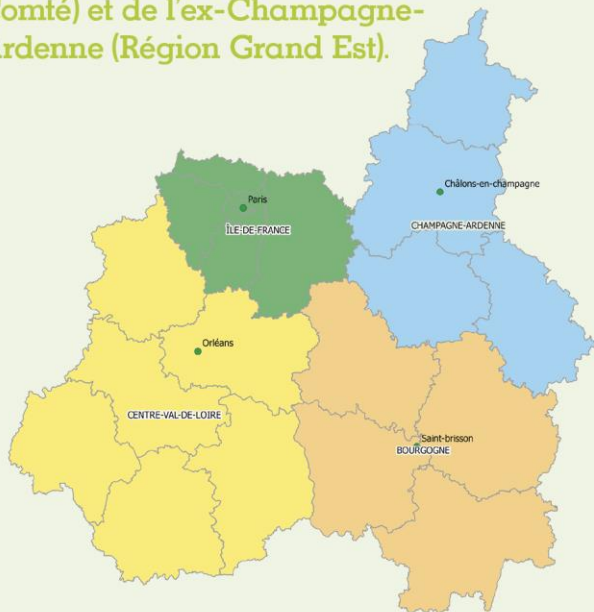 omté) et de l'ex-Champagne-
rdenne (Région Grand Est).
Châlons-en-champagne
Paris
CHAMPAGNE-ARDENNE
ÎLE-DE-FRANCE
Orléans
CENTRE-VAL-DE-LOIRE
Saint-brisson
BOURGOGNE